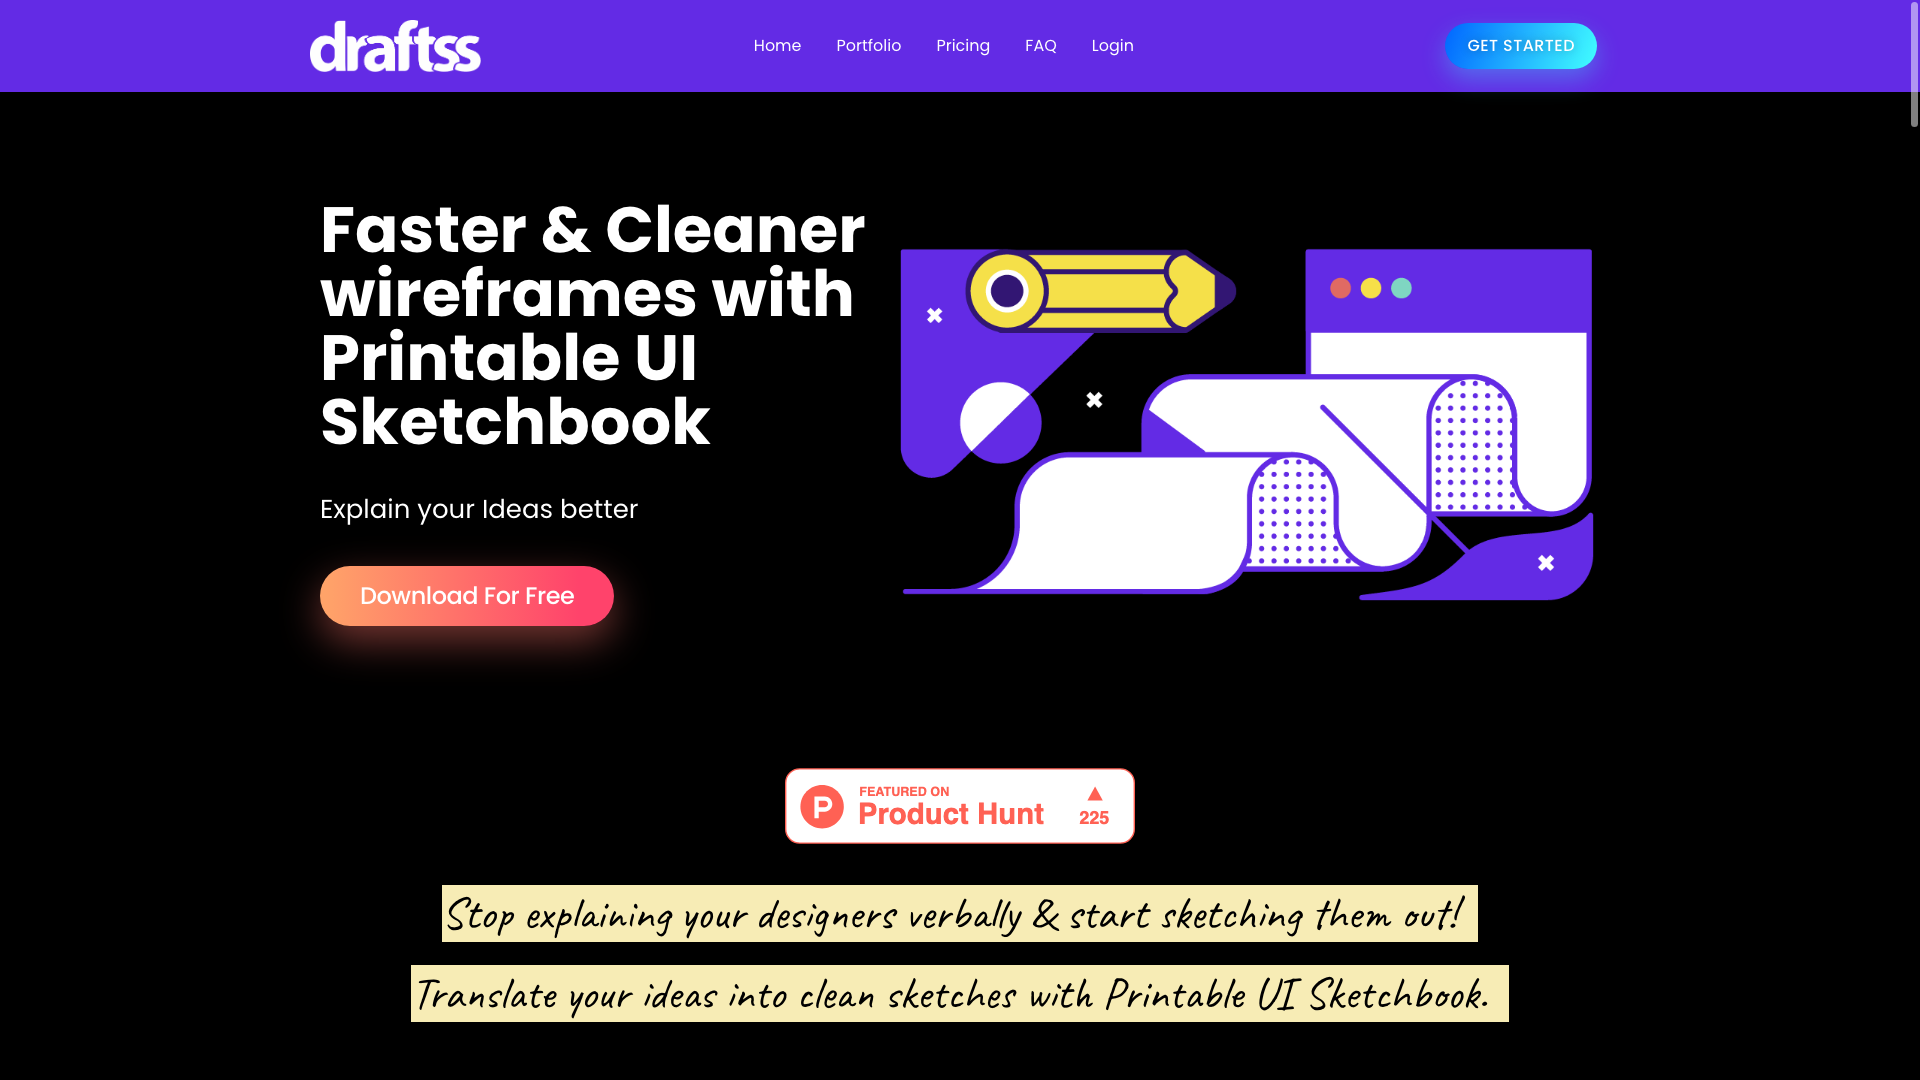 draftss
Home Portfolio Pricing FAQ Login
GET STARTED
Faster & Cleaner
wireframes with
Printable UI
Sketchbook
Explain your Ideas better
Download For Free
P
FEATURED ON
Product Hunt
225
Stop explaining your designers verbally & start sketching them out!
Translate your ideas into clean sketches with Printable UI Sketchbook.